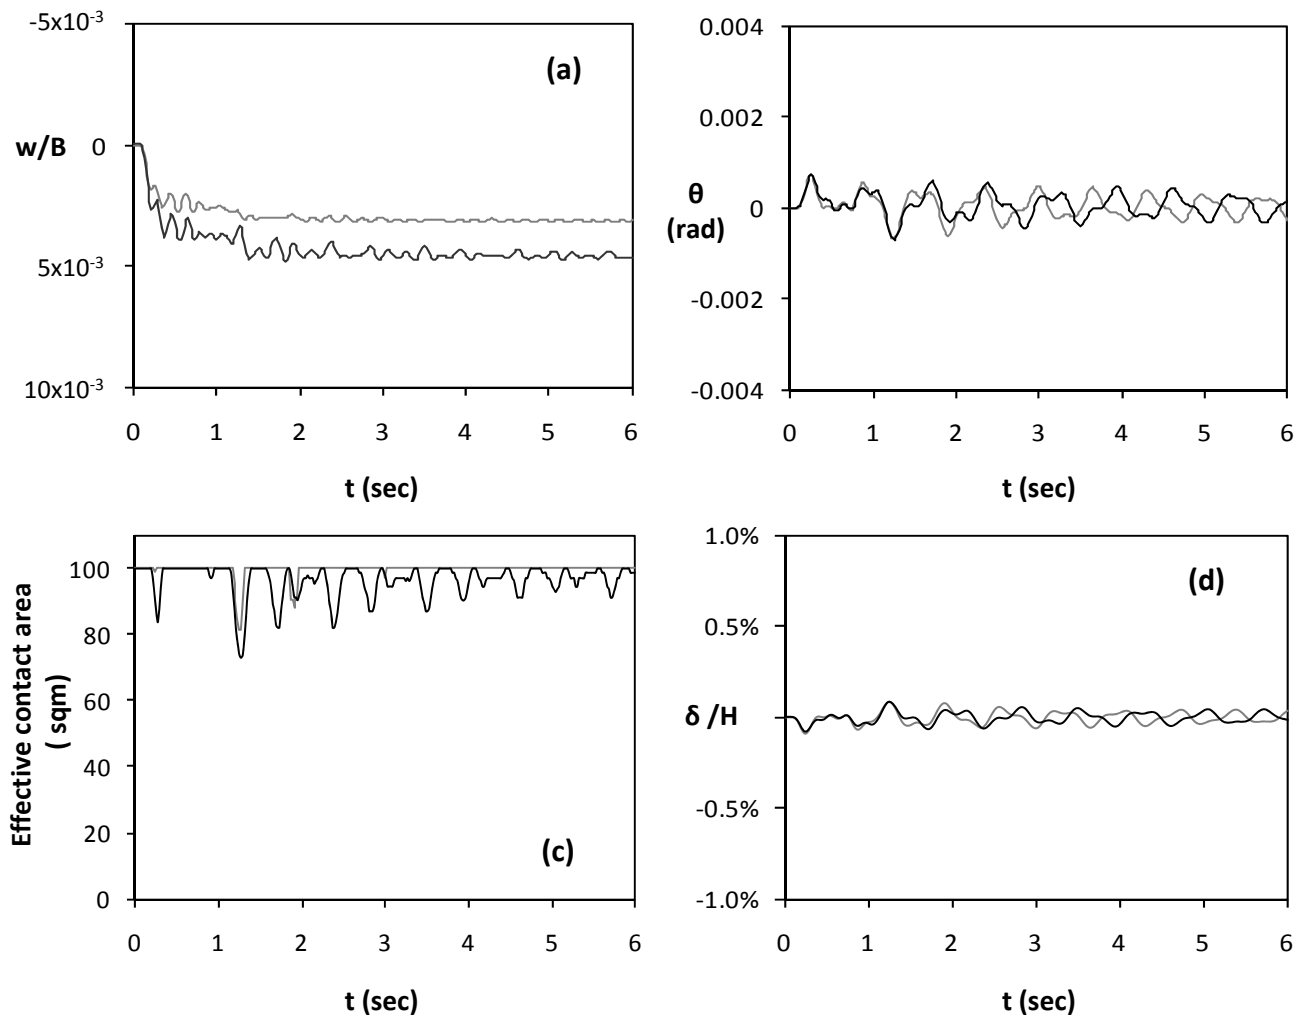 -5x10-3
(a)
w/B
0
5x10-3
10x10-3
0 1 2 3 4 5 6
t (sec)
0.004
0.002
θ
(rad)
0
-0.002
-0.004
0 1 2 3 4 5 6
t (sec)
Effective contact area
( sqm)
100
80
60
40
20
0
(c)
0 1 2 3 4 5 6
t (sec)
1.0%
(d)
0.5%
δ /H
0.0%
-0.5%
-1.0%
0 1 2 3 4 5 6
t (sec)